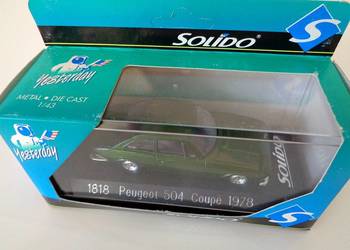 SOLIDO
S
Yesterday
METAL • DIE CAST
1/43
Yesterday
SOLIDO
1818 Peugeot 504 Coupé 1978
S